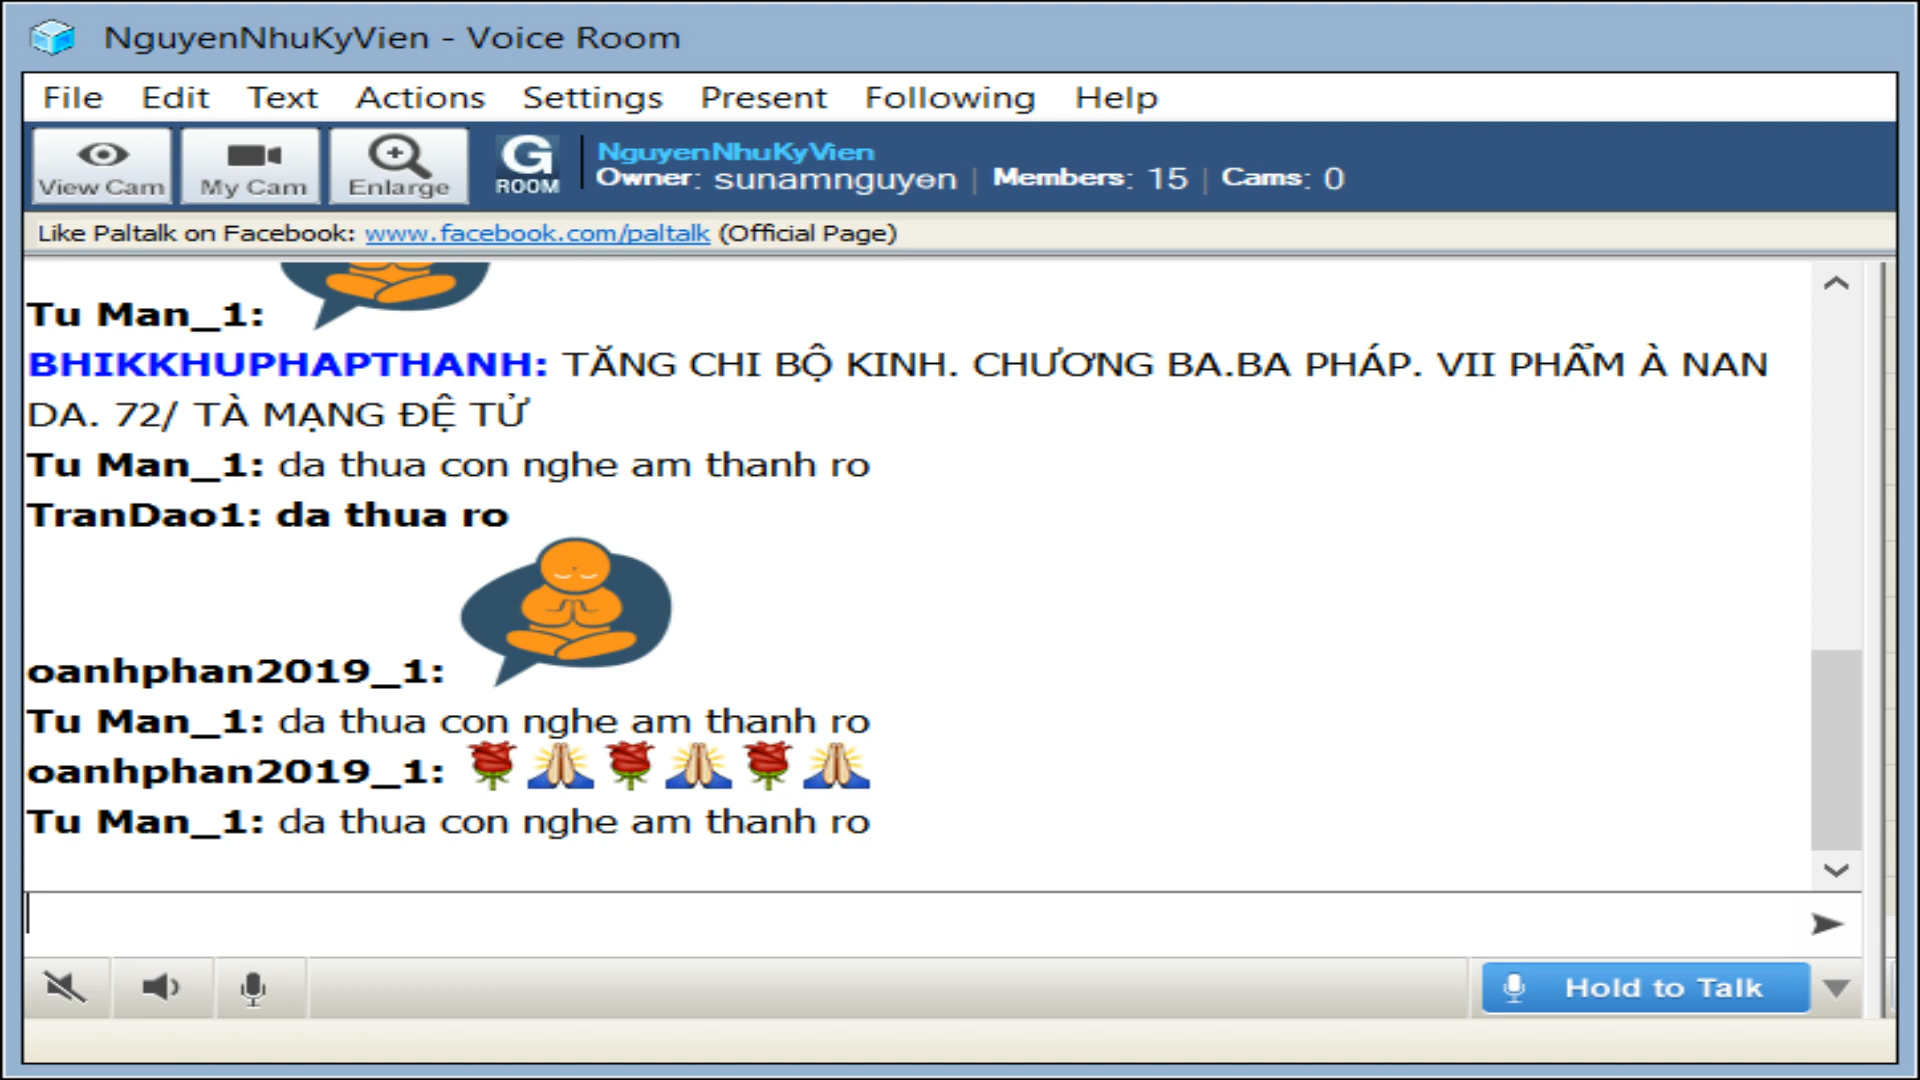 NguyenNhuKyVien - Voice Room
File Edit Text Actions Settings Present Following Help
View Cam My Cam Enlarge G ROOM
NguyenNhuKyVien
Owner: sunamnguyen | Members: 15 | Cams: 0
Like Paltalk on Facebook: www.facebook.com/paltalk (Official Page)
Tu Man_1:
BHIKKHUPHAPTHANH: TĂNG CHI BỘ KINH. CHƯƠNG BA.BA PHÁP. VII PHẨM À NAN
DA. 72/ TÀ MẠNG ĐỆ TỬ
Tu Man_1: da thua con nghe am thanh ro
TranDao1: da thua ro
oanhphan2019_1:
Tu Man_1: da thua con nghe am thanh ro
oanhphan2019_1:
Tu Man_1: da thua con nghe am thanh ro
Hold to Talk